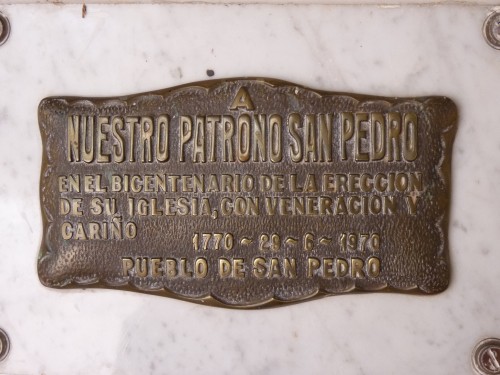 A
NUESTRO PATRONO SAN PEDRO
EN EL BICENTENARIO DE LA ERECCION
DE SU IGLESIA, CON VENERACIÓN Y
CARIÑO
1770 ~ 29 ~ 6 ~ 1970
PUEBLO DE SAN PEDRO